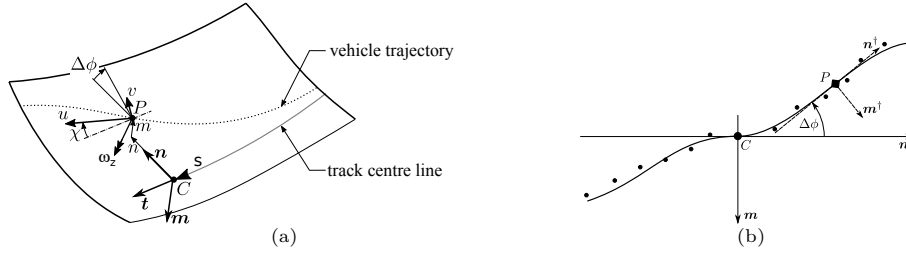 Δϕ
vehicle trajectory
v
P
u
m
χ
n
ω_z
n
s
track centre line
C
t
m
(a)
n†
P
m†
Δϕ
C
n
m
(b)